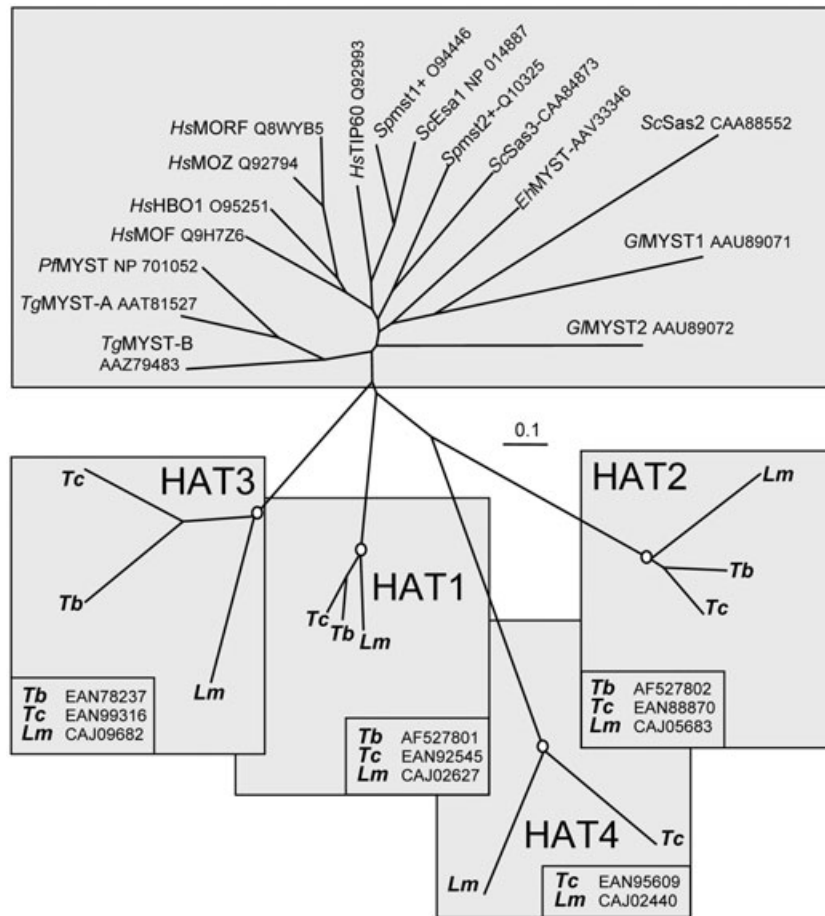 HsMORF Q8WYB5
HsMOZ Q92794
HsHBO1 O95251
HsMOF Q9H7Z6
PfMYST NP 701052
TgMYST-A AAT81527
TgMYST-B
AAZ79483
HsTIP60 Q92993
Spmst1+ O94446
ScEsa1 NP 014887
Spmst2+-Q10325
ScSas3-CAA84873
EhMYST-AAV33346
ScSas2 CAA88552
GlMYST1 AAU89071
GlMYST2 AAU89072
0.1
HAT3
Tc
Tb
Lm
Tb EAN78237
Tc EAN99316
Lm CAJ09682
HAT1
Tc
Tb
Lm
Tb AF527801
Tc EAN92545
Lm CAJ02627
HAT2
Lm
Tb
Tc
Tb AF527802
Tc EAN88870
Lm CAJ05683
HAT4
Tc
Lm
Tc EAN95609
Lm CAJ02440